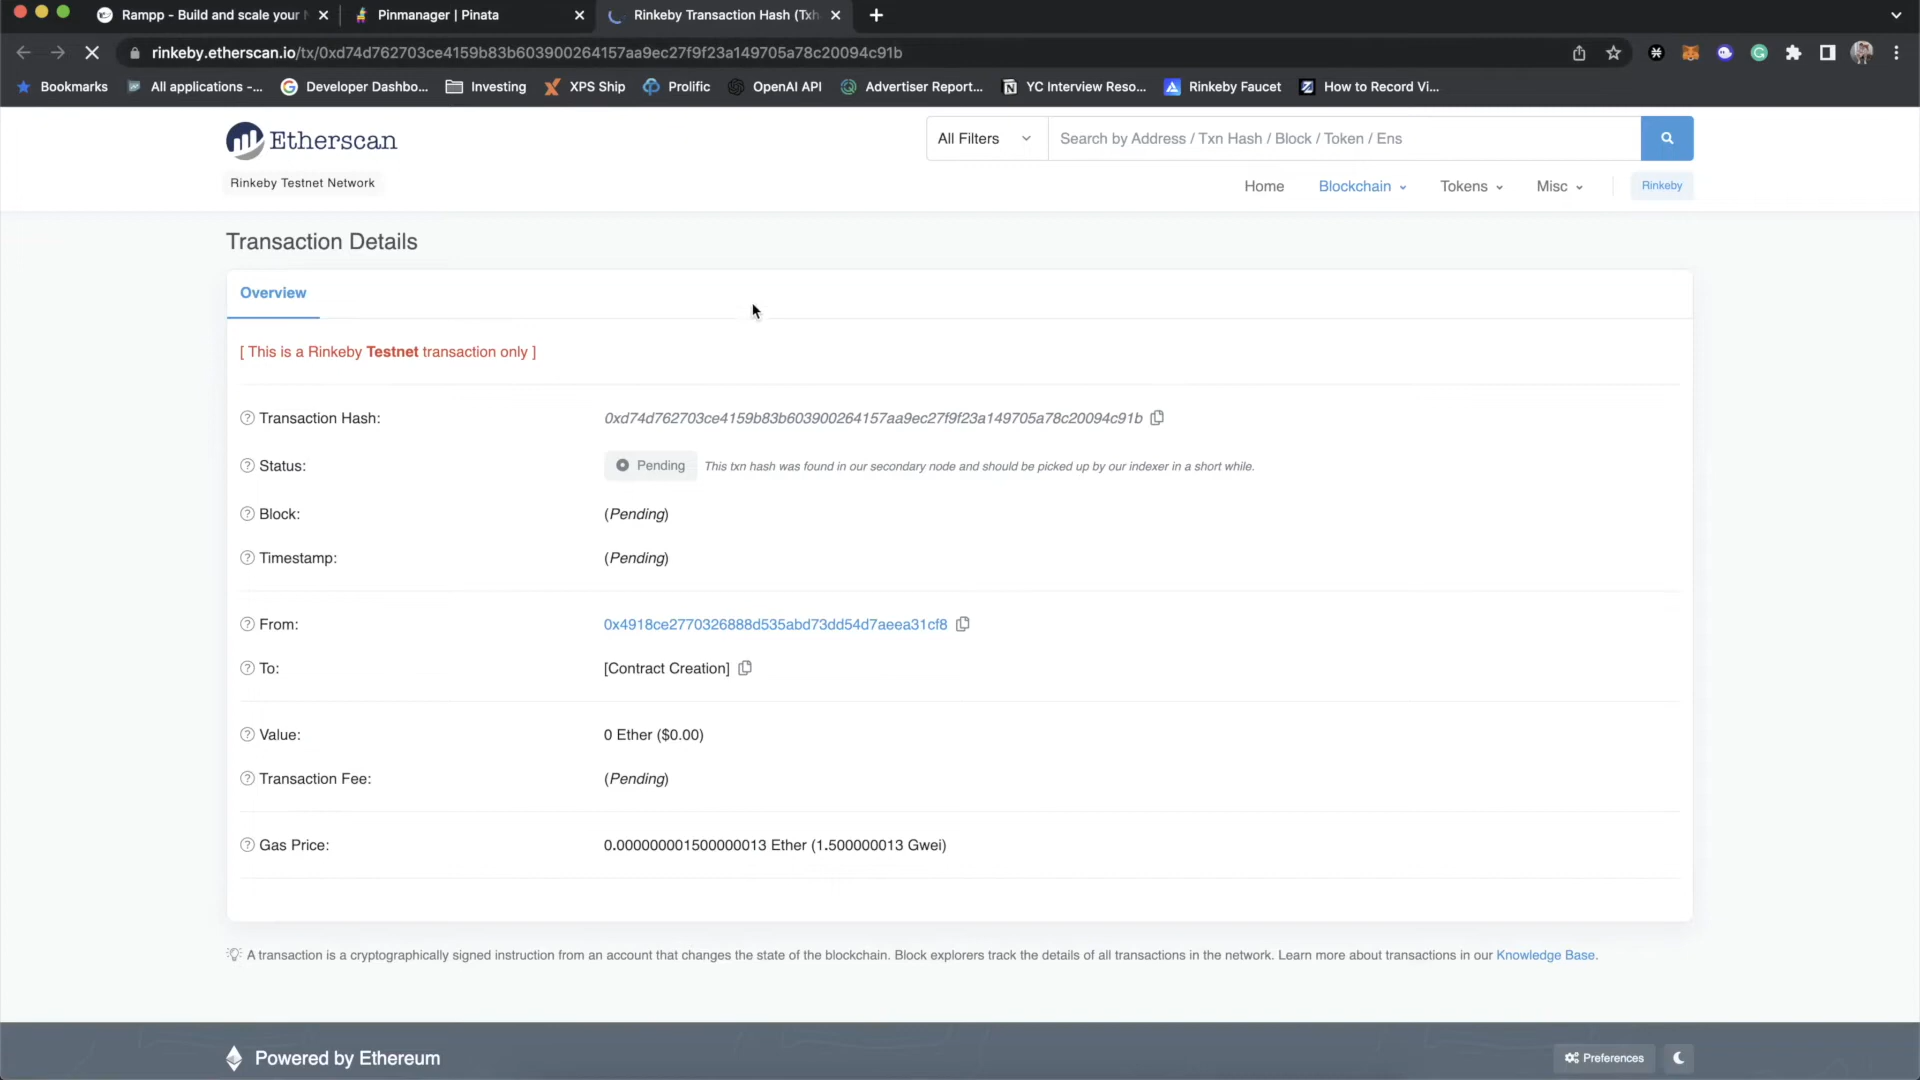 Rampp - Build and scale your
Pinmanager | Pinata
Rinkeby Transaction Hash (Txh
rinkeby.etherscan.io/tx/0xd74d762703ce4159b83b603900264157aa9ec27f9f23a149705a78c20094c91b
Bookmarks
All applications -...
Developer Dashbo...
Investing
XPS Ship
Prolific
OpenAI API
Advertiser Report...
YC Interview Reso...
Rinkeby Faucet
How to Record Vi...
Etherscan
All Filters
Search by Address / Txn Hash / Block / Token / Ens
Rinkeby Testnet Network
Home
Blockchain
Tokens
Misc
Rinkeby
Transaction Details
Overview
[ This is a Rinkeby Testnet transaction only ]
Transaction Hash: 0xd74d762703ce4159b83b603900264157aa9ec27f9f23a149705a78c20094c91b
Status: Pending This txn hash was found in our secondary node and should be picked up by our indexer in a short while.
Block: (Pending)
Timestamp: (Pending)
From: 0x4918ce2770326888d535abd73dd54d7aeea31cf8
To: [Contract Creation]
Value: 0 Ether ($0.00)
Transaction Fee: (Pending)
Gas Price: 0.000000001500000013 Ether (1.500000013 Gwei)
A transaction is a cryptographically signed instruction from an account that changes the state of the blockchain. Block explorers track the details of all transactions in the network. Learn more about transactions in our Knowledge Base.
Powered by Ethereum
Preferences